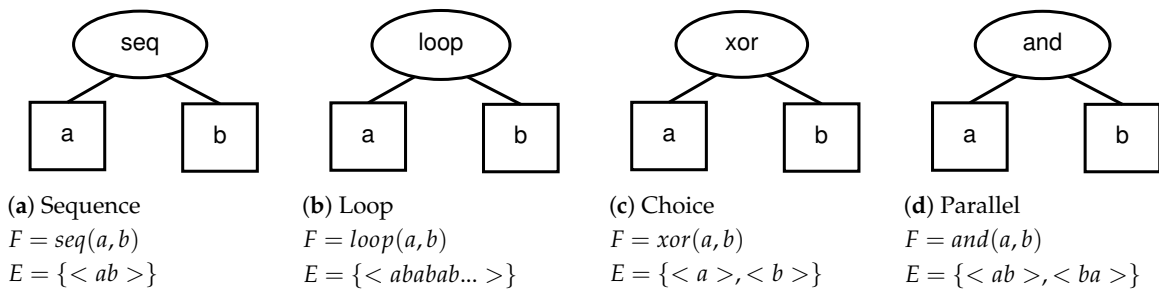 seq
loop
xor
and
a
b
a
b
a
b
a
b
(a) Sequence
(b) Loop
(c) Choice
(d) Parallel
F = seq(a, b)
F = loop(a, b)
F = xor(a, b)
F = and(a, b)
E = {< ab >}
E = {< ababab... >}
E = {< a >, < b >}
E = {< ab >, < ba >}